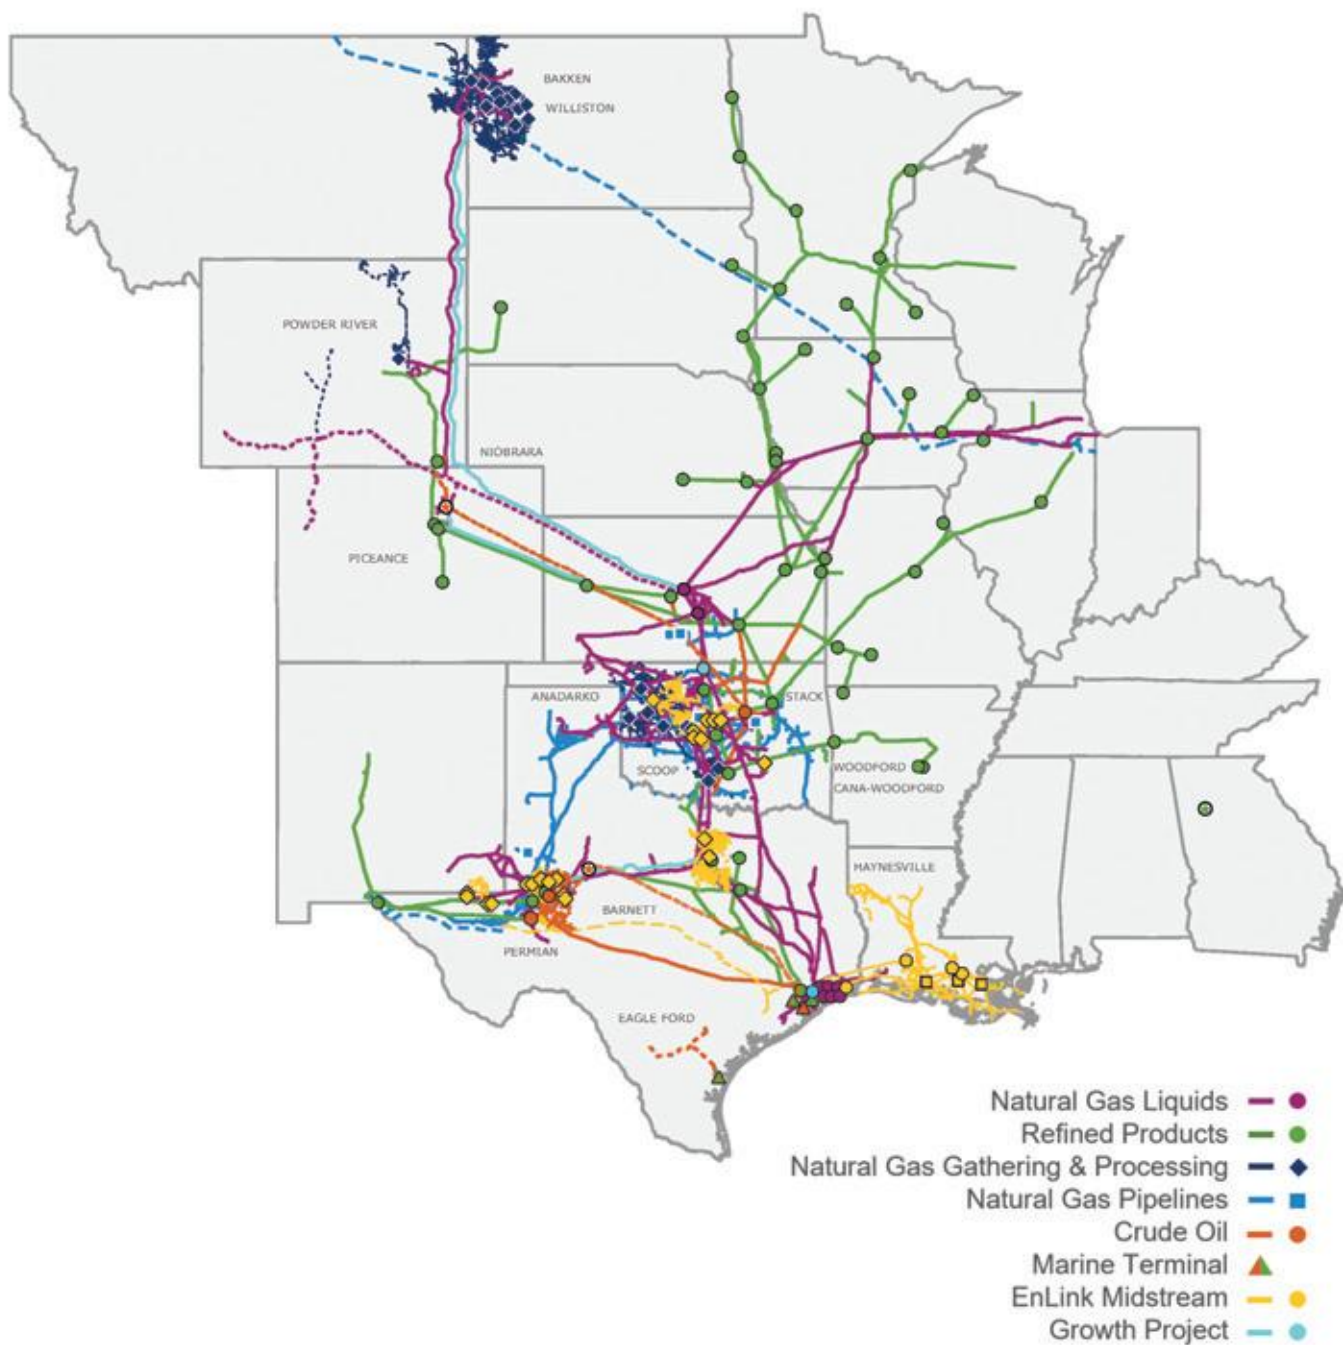 BAKKEN
WILLISTON
POWDER RIVER
NIOBRARA
PICEANCE
ANADARKO
STACK
SCOOP
WOODFORD
CANA-WOODFORD
HAYNESVILLE
BARNETT
PERMIAN
EAGLE FORD
Natural Gas Liquids
Refined Products
Natural Gas Gathering & Processing
Natural Gas Pipelines
Crude Oil
Marine Terminal
EnLink Midstream
Growth Project